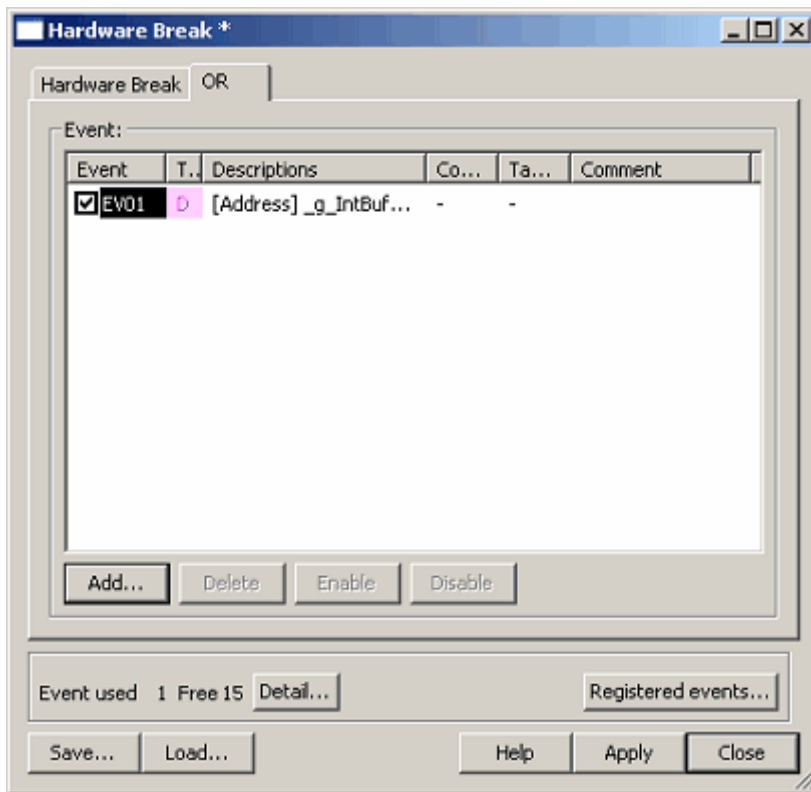 Hardware Break *
Hardware Break OR
Event:
Event T.. Descriptions Co... Ta... Comment
EV01 D [Address] _g_IntBuf... - -
Add... Delete Enable Disable
Event used 1 Free 15 Detail... Registered events...
Save... Load... Help Apply Close